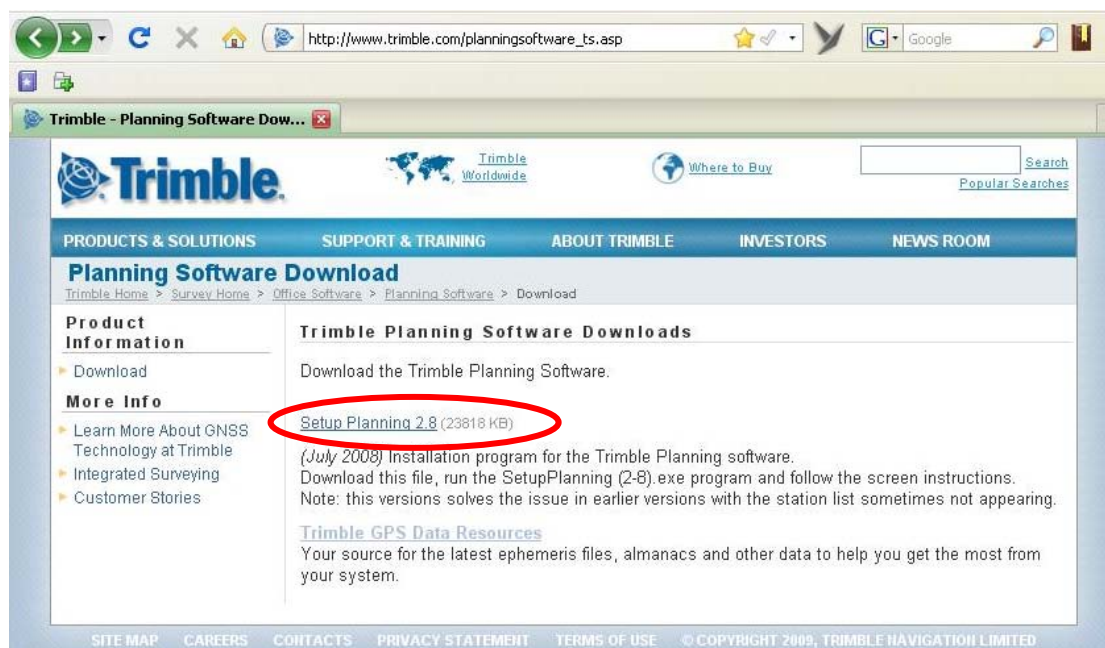 http://www.trimble.com/planningsoftware_ts.asp
G Google
Trimble - Planning Software Dow...
Trimble.
Trimble
Worldwide
Where to Buy
Search
Popular Searches
PRODUCTS & SOLUTIONS SUPPORT & TRAINING ABOUT TRIMBLE INVESTORS NEWS ROOM
Planning Software Download
Trimble Home > Survey Home > Office Software > Planning Software > Download
Product
Information
Download
More Info
Learn More About GNSS
Technology at Trimble
Integrated Surveying
Customer Stories
Trimble Planning Software Downloads
Download the Trimble Planning Software.
Setup Planning 2.8 (23818 KB)
(July 2008) Installation program for the Trimble Planning software.
Download this file, run the SetupPlanning (2-8).exe program and follow the screen instructions.
Note: this versions solves the issue in earlier versions with the station list sometimes not appearing.
Trimble GPS Data Resources
Your source for the latest ephemeris files, almanacs and other data to help you get the most from
your system.
SITE MAP CAREERS CONTACTS PRIVACY STATEMENT TERMS OF USE © COPYRIGHT 2009, TRIMBLE NAVIGATION LIMITED